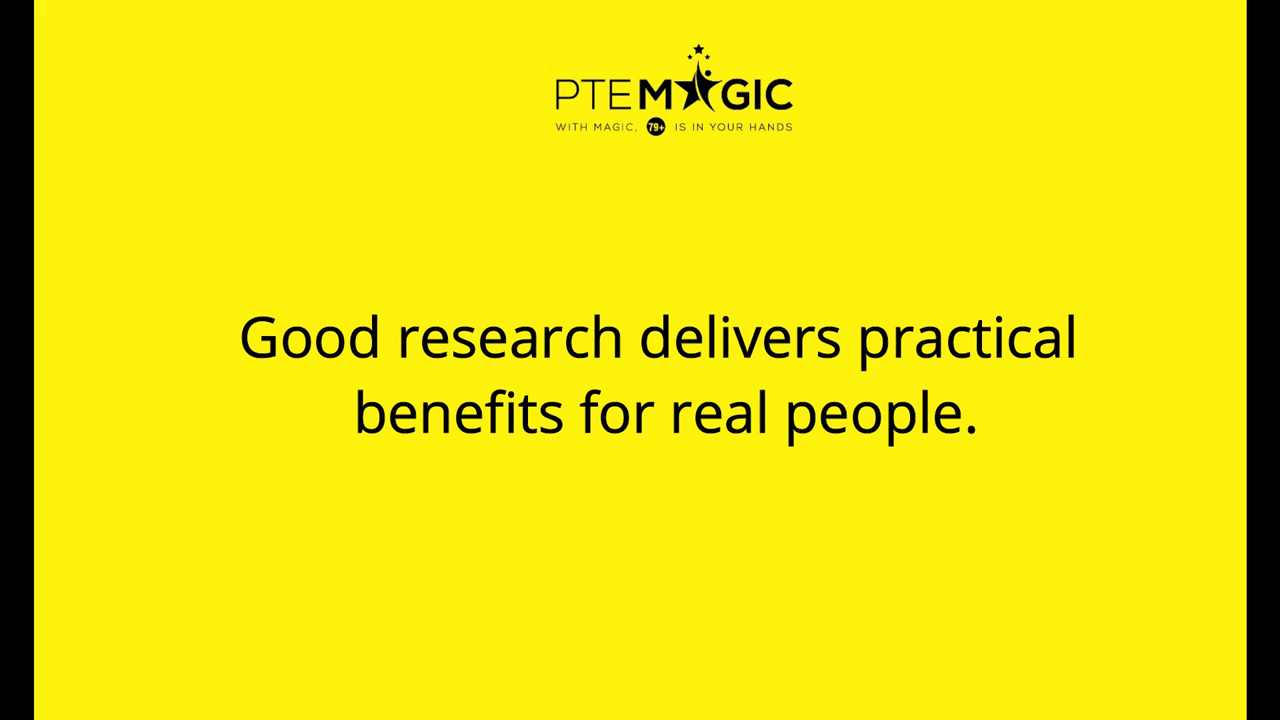 PTEMAGIC
WITH MAGIC, 79+ IS IN YOUR HANDS
Good research delivers practical
benefits for real people.